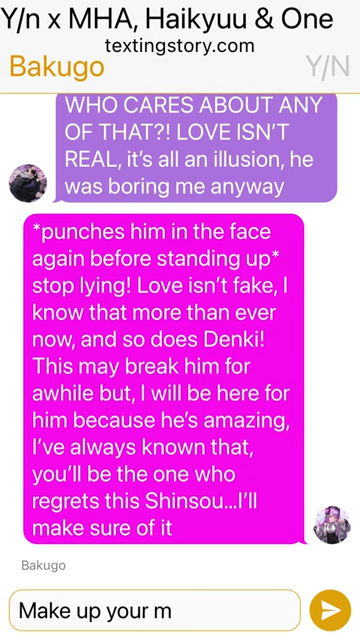 Y/n x MHA, Haikyuu & One
textingstory.com
Bakugo
Y/N
WHO CARES ABOUT ANY
OF THAT?! LOVE ISN'T
REAL, it's all an illusion, he
was boring me anyway
*punches him in the face
again before standing up*
stop lying! Love isn't fake, I
know that more than ever
now, and so does Denki!
This may break him for
awhile but, I will be here for
him because he's amazing,
I've always known that,
you'll be the one who
regrets this Shinsou...I'll
make sure of it
Bakugo
Make up your m